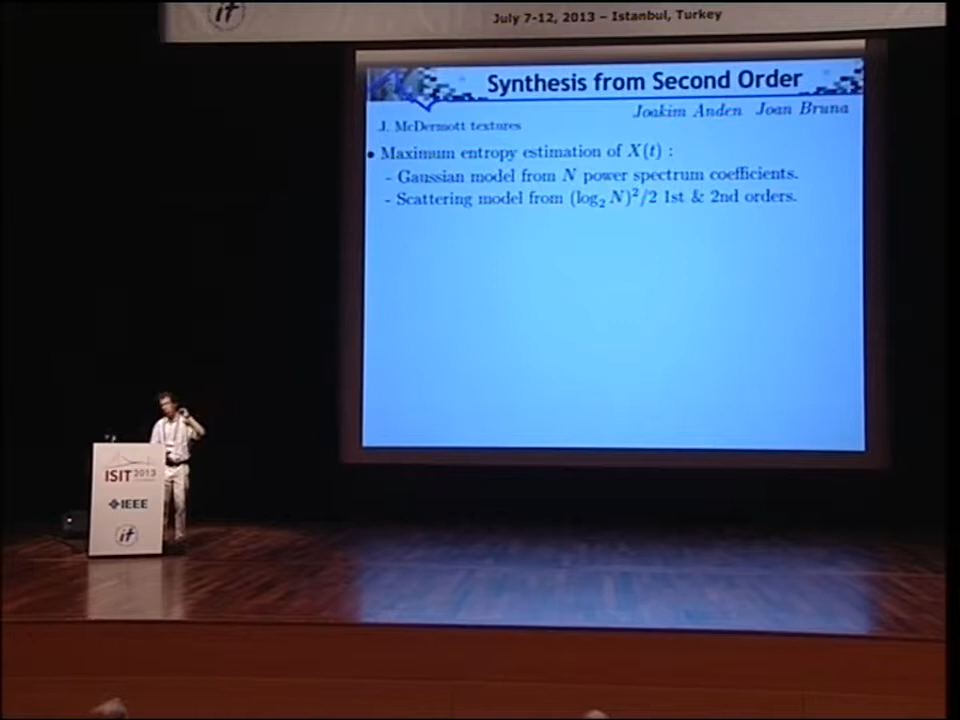 it
July 7-12, 2013 – Istanbul, Turkey
Synthesis from Second Order
Joakim Anden Joan Bruna
J. McDermott textures
• Maximum entropy estimation of X(t) :
- Gaussian model from N power spectrum coefficients.
- Scattering model from (log₂ N)²/2 1st & 2nd orders.
ISIT 2013
IEEE
it